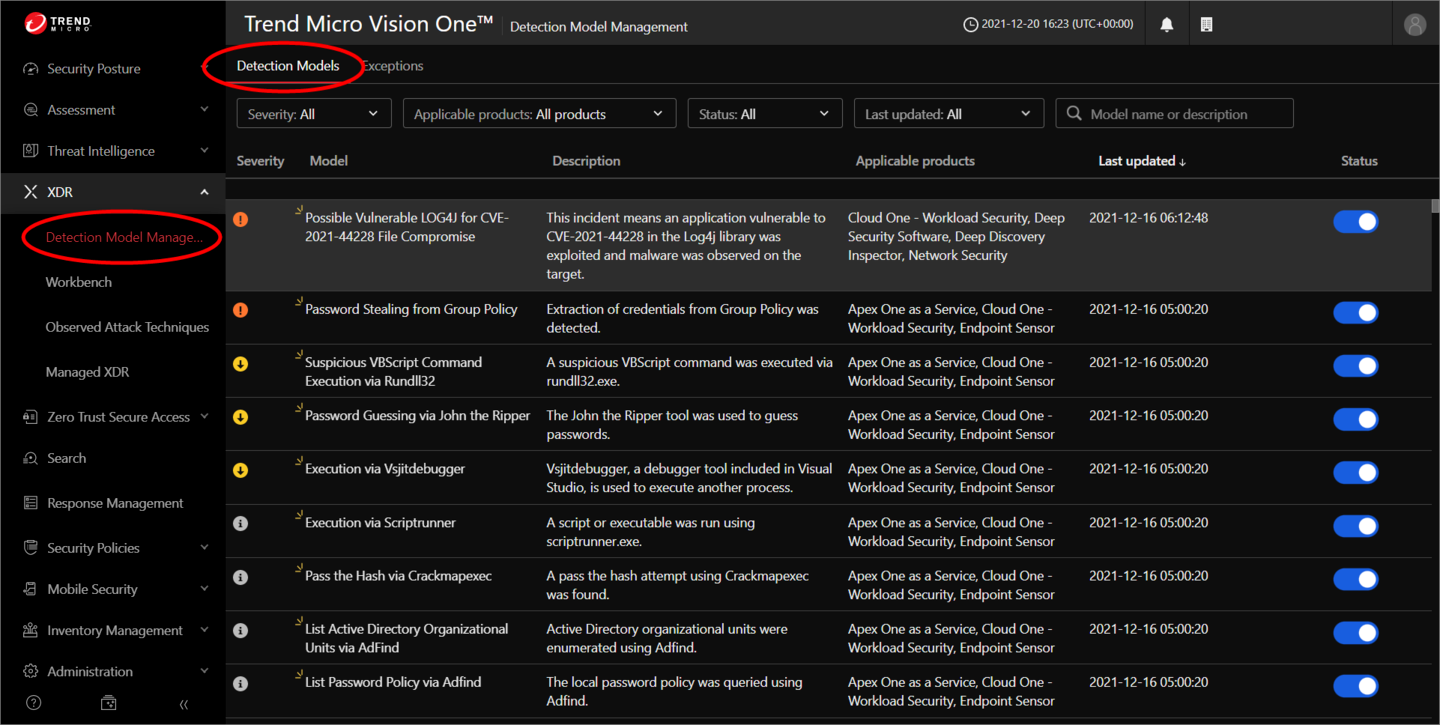 TREND
MICRO
Trend Micro Vision One™
Detection Model Management
2021-12-20 16:23 (UTC+00:00)
Security Posture
Assessment
Threat Intelligence
XDR
Detection Model Manage...
Workbench
Observed Attack Techniques
Managed XDR
Zero Trust Secure Access
Search
Response Management
Security Policies
Mobile Security
Inventory Management
Administration
Detection Models
Exceptions
Severity: All
Applicable products: All products
Status: All
Last updated: All
Model name or description
Severity
Model
Description
Applicable products
Last updated ↓
Status
Possible Vulnerable LOG4J for CVE-
2021-44228 File Compromise
This incident means an application vulnerable to
CVE-2021-44228 in the Log4j library was
exploited and malware was observed on the
target.
Cloud One - Workload Security, Deep
Security Software, Deep Discovery
Inspector, Network Security
2021-12-16 06:12:48
Password Stealing from Group Policy
Extraction of credentials from Group Policy was
detected.
Apex One as a Service, Cloud One -
Workload Security, Endpoint Sensor
2021-12-16 05:00:20
Suspicious VBScript Command
Execution via Rundll32
A suspicious VBScript command was executed via
rundll32.exe.
Apex One as a Service, Cloud One -
Workload Security, Endpoint Sensor
2021-12-16 05:00:20
Password Guessing via John the Ripper
The John the Ripper tool was used to guess
passwords.
Apex One as a Service, Cloud One -
Workload Security, Endpoint Sensor
2021-12-16 05:00:20
Execution via Vsjitdebugger
Vsjitdebugger, a debugger tool included in Visual
Studio, is used to execute another process.
Apex One as a Service, Cloud One -
Workload Security, Endpoint Sensor
2021-12-16 05:00:20
Execution via Scriptrunner
A script or executable was run using
scriptrunner.exe.
Apex One as a Service, Cloud One -
Workload Security, Endpoint Sensor
2021-12-16 05:00:20
Pass the Hash via Crackmapexec
A pass the hash attempt using Crackmapexec
was found.
Apex One as a Service, Cloud One -
Workload Security, Endpoint Sensor
2021-12-16 05:00:20
List Active Directory Organizational
Units via AdFind
Active Directory organizational units were
enumerated using Adfind.
Apex One as a Service, Cloud One -
Workload Security, Endpoint Sensor
2021-12-16 05:00:20
List Password Policy via Adfind
The local password policy was queried using
Adfind.
Apex One as a Service, Cloud One -
Workload Security, Endpoint Sensor
2021-12-16 05:00:20